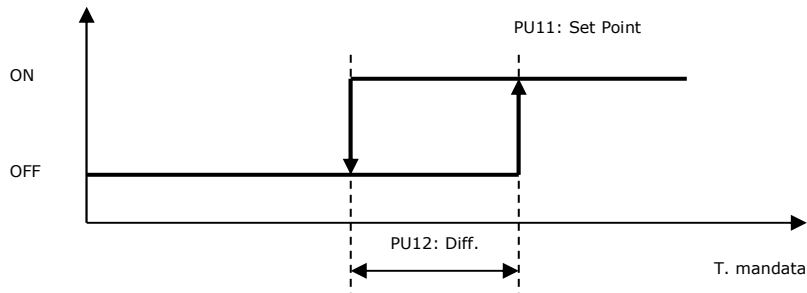 PU11: Set Point
ON
OFF
PU12: Diff.
T. mandata